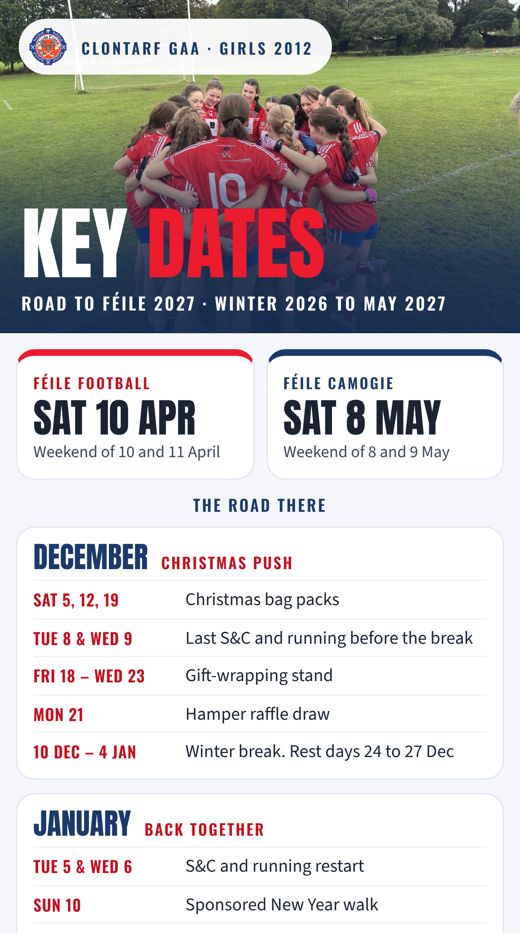 CLONTARF GAA · GIRLS 2012
10
KEY DATES
ROAD TO FÉILE 2027 · WINTER 2026 TO MAY 2027
FÉILE FOOTBALL
SAT 10 APR
Weekend of 10 and 11 April
FÉILE CAMOGIE
SAT 8 MAY
Weekend of 8 and 9 May
THE ROAD THERE
DECEMBER CHRISTMAS PUSH
SAT 5, 12, 19 Christmas bag packs
TUE 8 & WED 9 Last S&C and running before the break
FRI 18 – WED 23 Gift-wrapping stand
MON 21 Hamper raffle draw
10 DEC – 4 JAN Winter break. Rest days 24 to 27 Dec
JANUARY BACK TOGETHER
TUE 5 & WED 6 S&C and running restart
SUN 10 Sponsored New Year walk